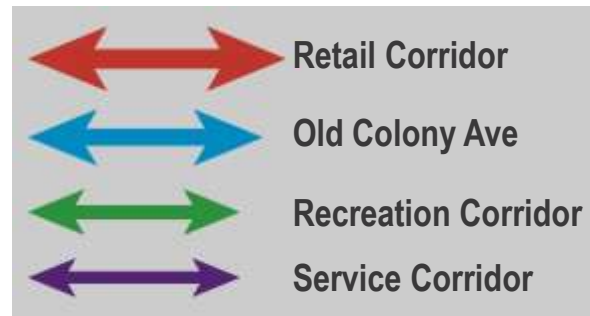 Retail Corridor
Old Colony Ave
Recreation Corridor
Service Corridor